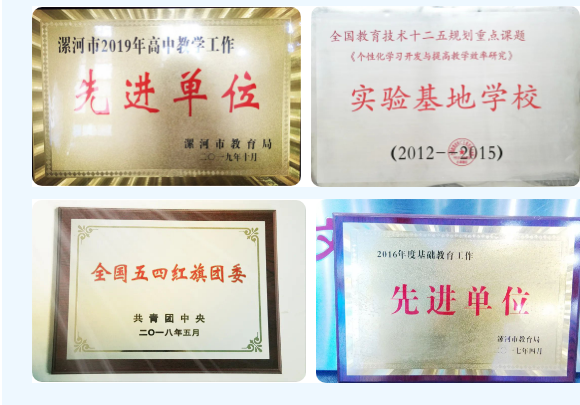 漯河市2019年高中教学工作
先进单位
漯河市教育局
二〇一九年十月
全国教育技术十二五规划重点课题
《个性化学习开发与提高教学效率研究》
实验基地学校
(2012--2015)
全国五四红旗团委
共青团中央
二〇一八年五月
2016年度基础教育工作
先进单位
漯河市教育局
二〇一七年四月